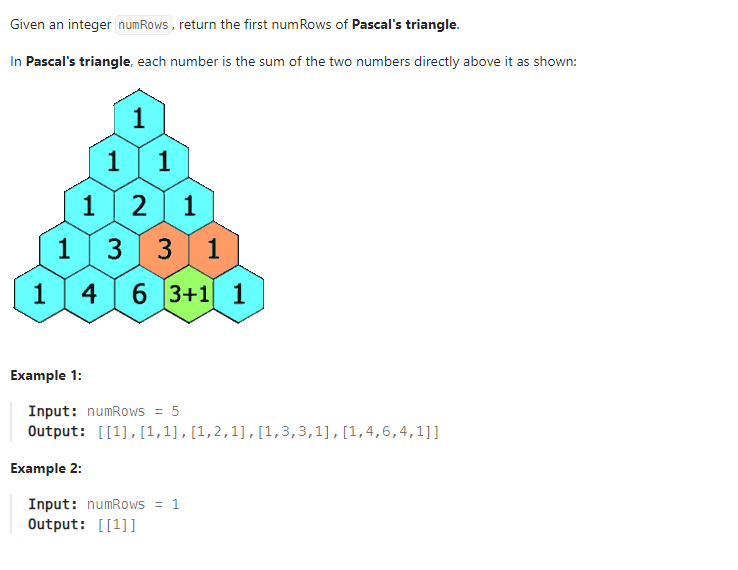 Given an integer numRows, return the first numRows of Pascal's triangle.
In Pascal's triangle, each number is the sum of the two numbers directly above it as shown:
1
1 1
1 2 1
1 3 3 1
1 4 6 3+1 1
Example 1:
Input: numRows = 5
Output: [[1],[1,1],[1,2,1],[1,3,3,1],[1,4,6,4,1]]
Example 2:
Input: numRows = 1
Output: [[1]]